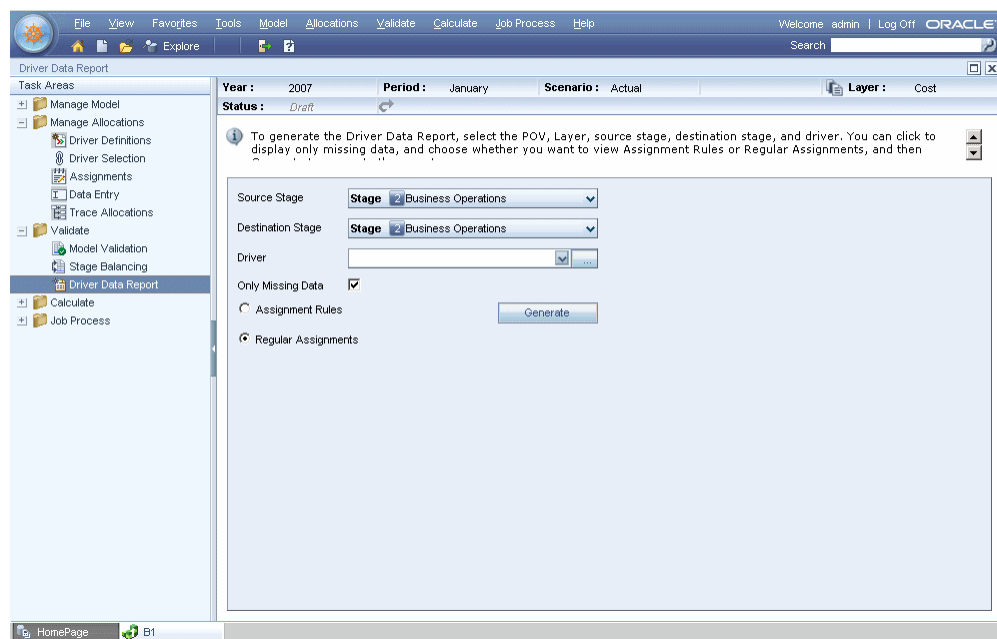 File View Favorites Tools Model Allocations Validate Calculate Job Process Help Welcome admin | Log Off ORACLE
Explore Search
Driver Data Report
Task Areas
Manage Model
Manage Allocations
Driver Definitions
Driver Selection
Assignments
Data Entry
Trace Allocations
Validate
Model Validation
Stage Balancing
Driver Data Report
Calculate
Job Process
Year : 2007 Period : January Scenario : Actual Layer : Cost
Status : Draft
To generate the Driver Data Report, select the POV, Layer, source stage, destination stage, and driver. You can click to
display only missing data, and choose whether you want to view Assignment Rules or Regular Assignments, and then
Source Stage Stage 2 Business Operations
Destination Stage Stage 2 Business Operations
Driver ...
Only Missing Data
Assignment Rules Generate
Regular Assignments
HomePage B1